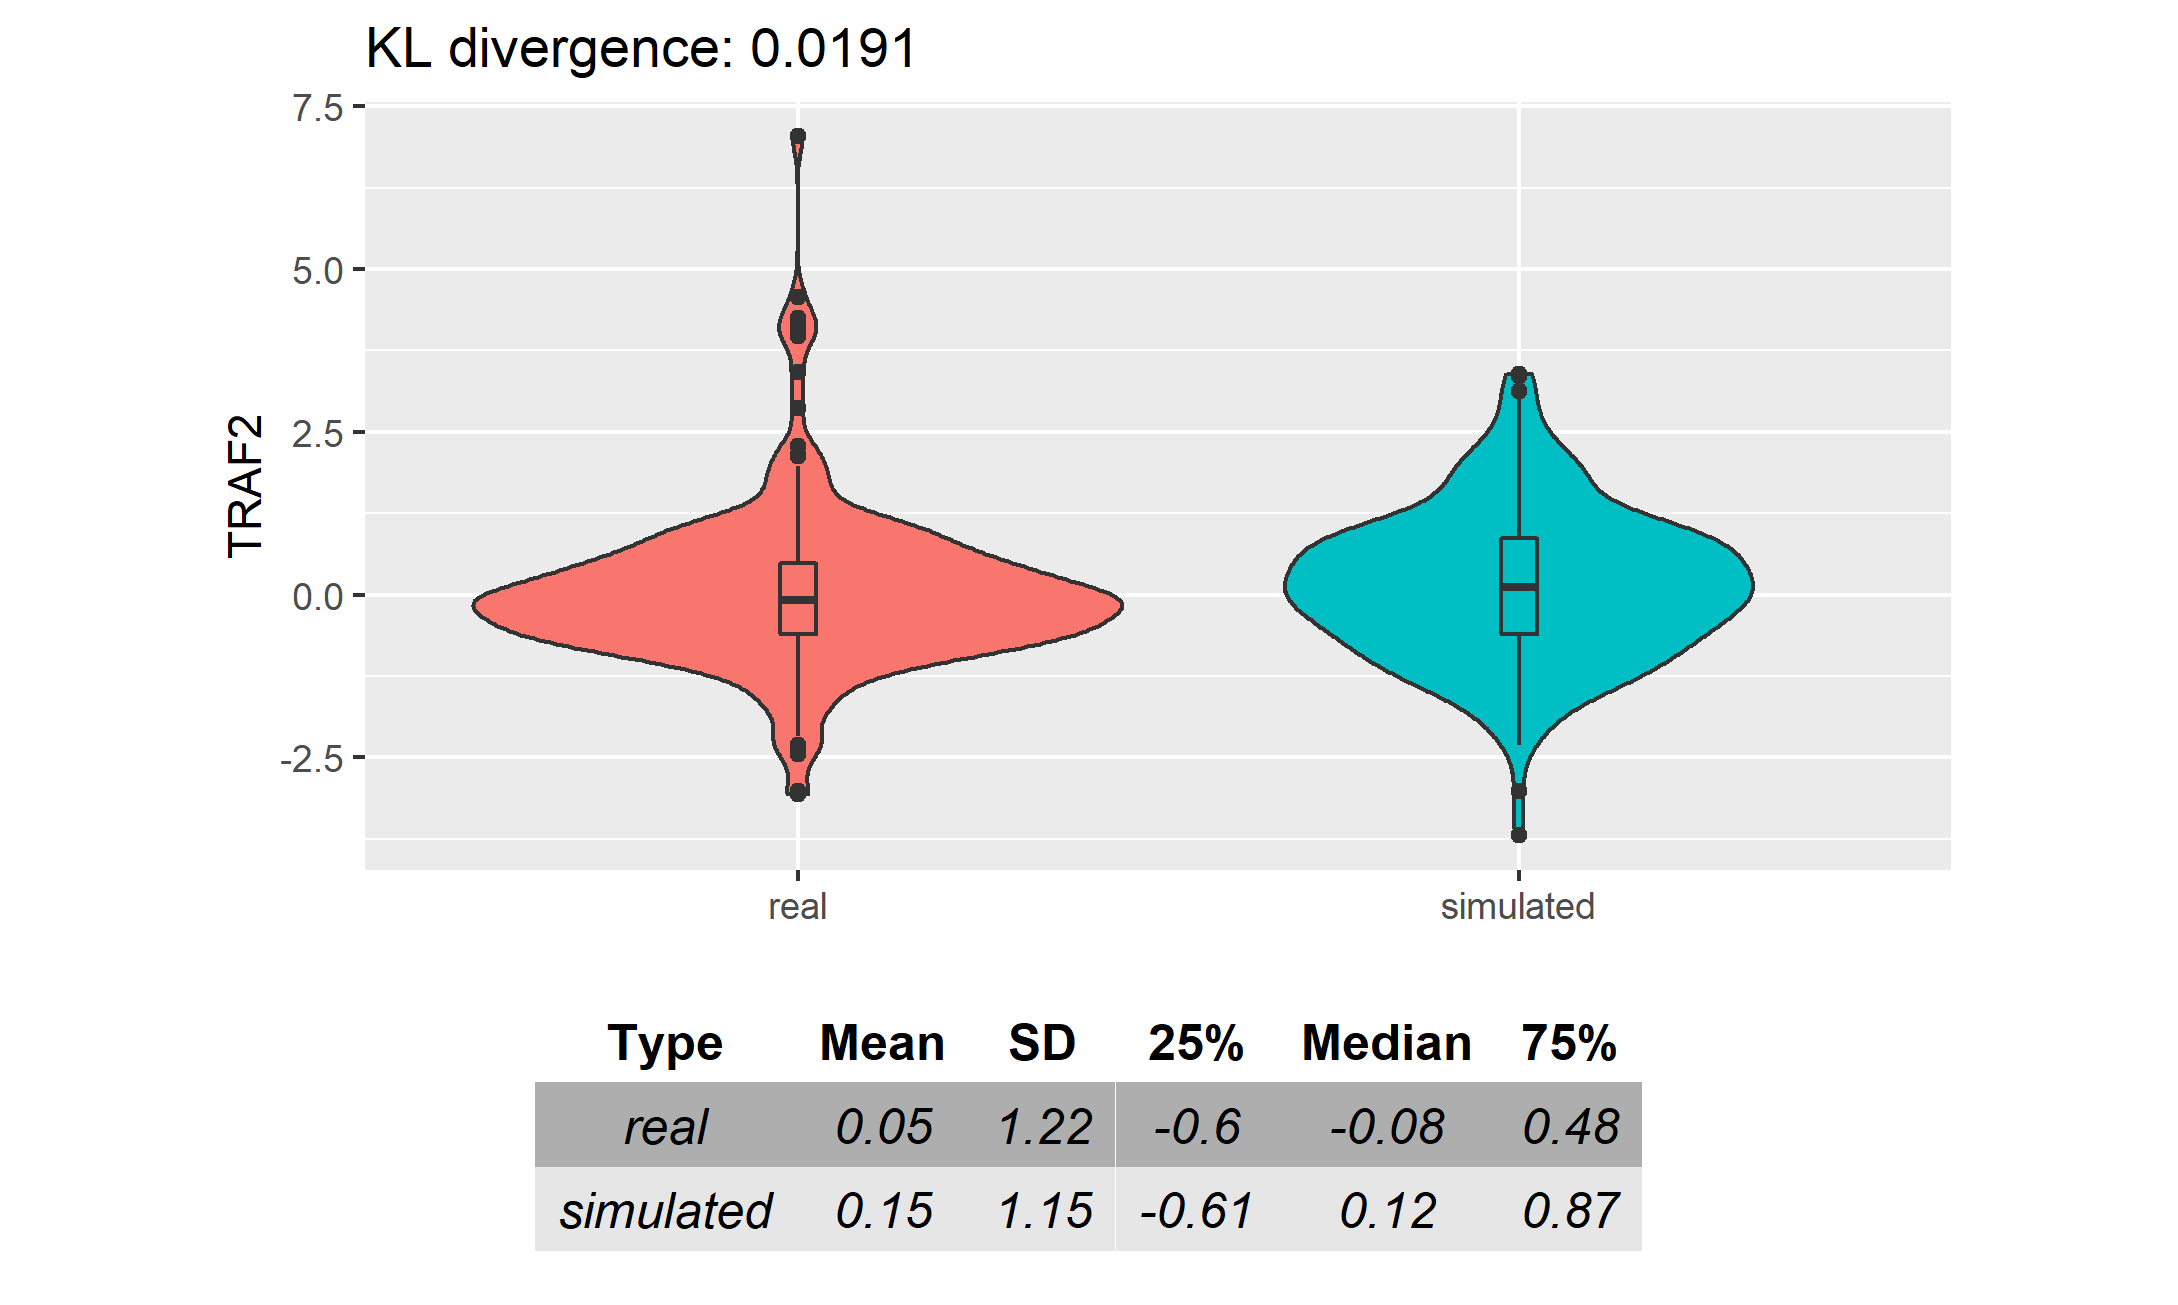 KL divergence: 0.0191
7.5
5.0
2.5
0.0
-2.5
TRAF2
real simulated
Type Mean SD 25% Median 75%
real 0.05 1.22 -0.6 -0.08 0.48
simulated 0.15 1.15 -0.61 0.12 0.87